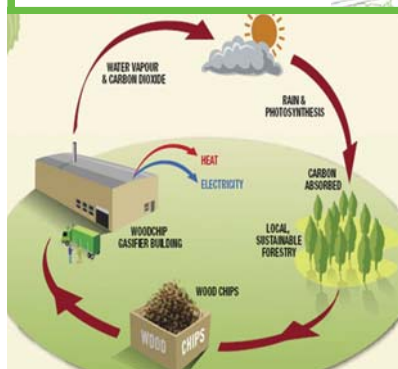 WATER VAPOUR
& CARBON DIOXIDE
RAIN &
PHOTOSYNTHESIS
HEAT
ELECTRICITY
CARBON
ABSORBED
LOCAL,
SUSTAINABLE
FORESTRY
WOODCHIP
GASIFIER BUILDING
WOOD CHIPS
WOOD CHIPS